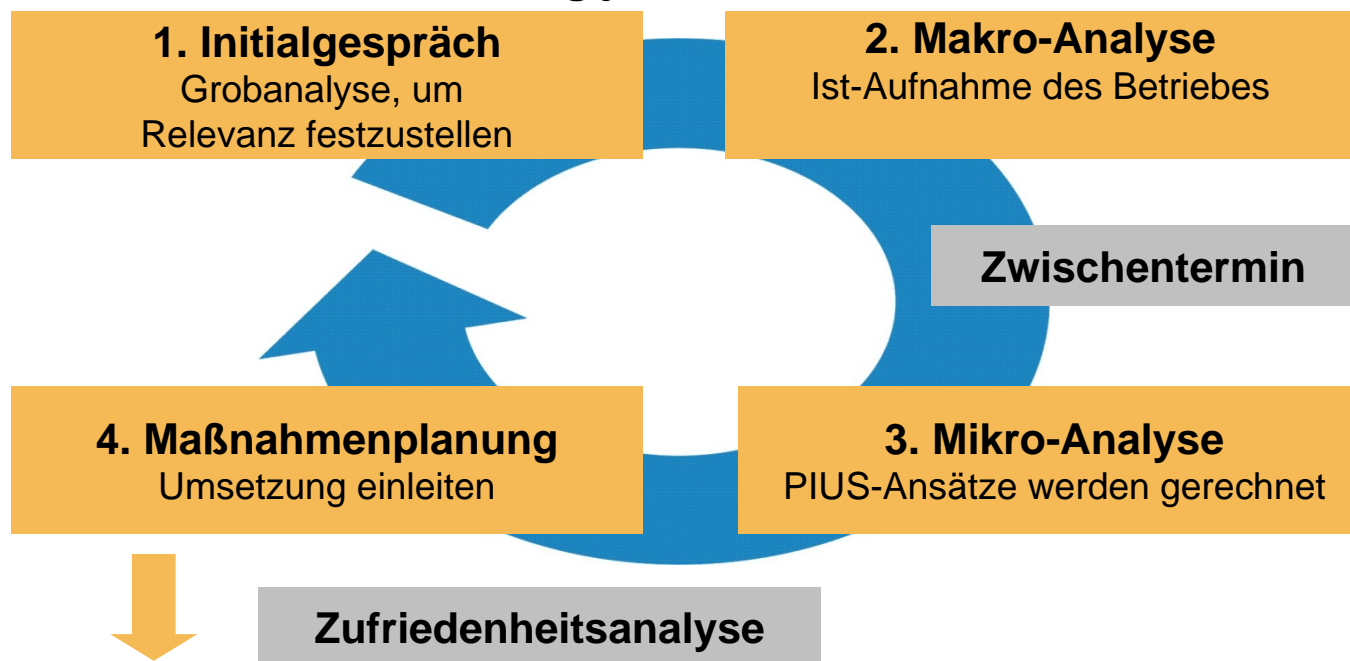 1. Initialgespräch
Grobanalyse, um
Relevanz festzustellen
2. Makro-Analyse
Ist-Aufnahme des Betriebes
Zwischentermin
3. Mikro-Analyse
PIUS-Ansätze werden gerechnet
4. Maßnahmenplanung
Umsetzung einleiten
Zufriedenheitsanalyse